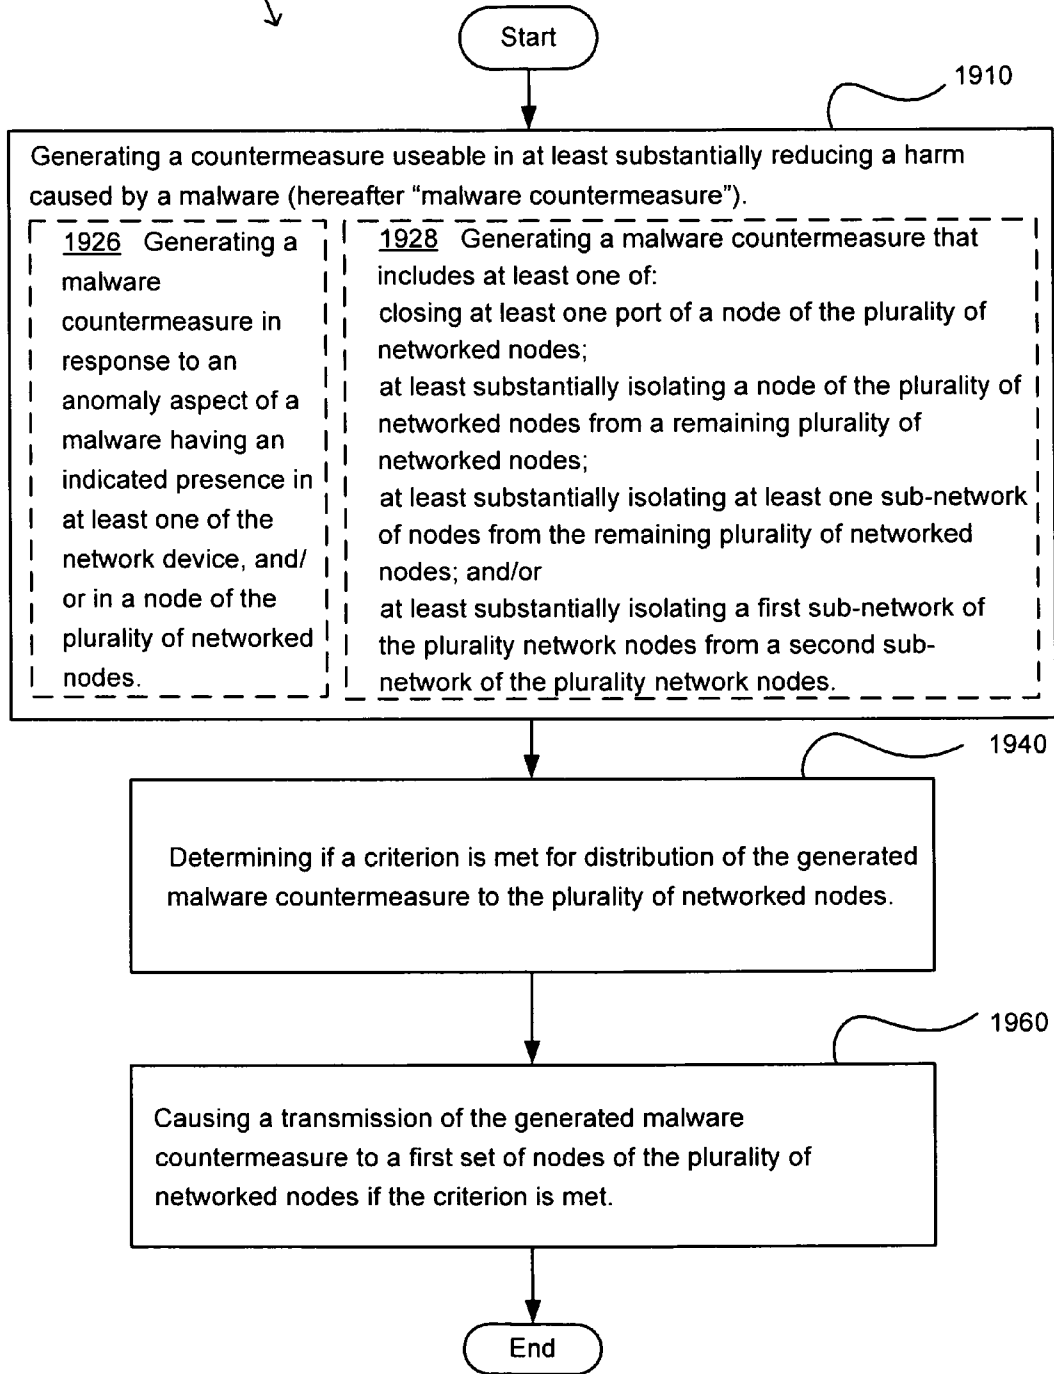 Start
1910
Generating a countermeasure useable in at least substantially reducing a harm
caused by a malware (hereafter “malware countermeasure”).
1926 Generating a
malware
countermeasure in
response to an
anomaly aspect of a
malware having an
indicated presence in
at least one of the
network device, and/
or in a node of the
plurality of networked
nodes.
1928 Generating a malware countermeasure that
includes at least one of:
closing at least one port of a node of the plurality of
networked nodes;
at least substantially isolating a node of the plurality of
networked nodes from a remaining plurality of
networked nodes;
at least substantially isolating at least one sub-network
of nodes from the remaining plurality of networked
nodes; and/or
at least substantially isolating a first sub-network of
the plurality network nodes from a second sub-
network of the plurality network nodes.
1940
Determining if a criterion is met for distribution of the generated
malware countermeasure to the plurality of networked nodes.
1960
Causing a transmission of the generated malware
countermeasure to a first set of nodes of the plurality of
networked nodes if the criterion is met.
End